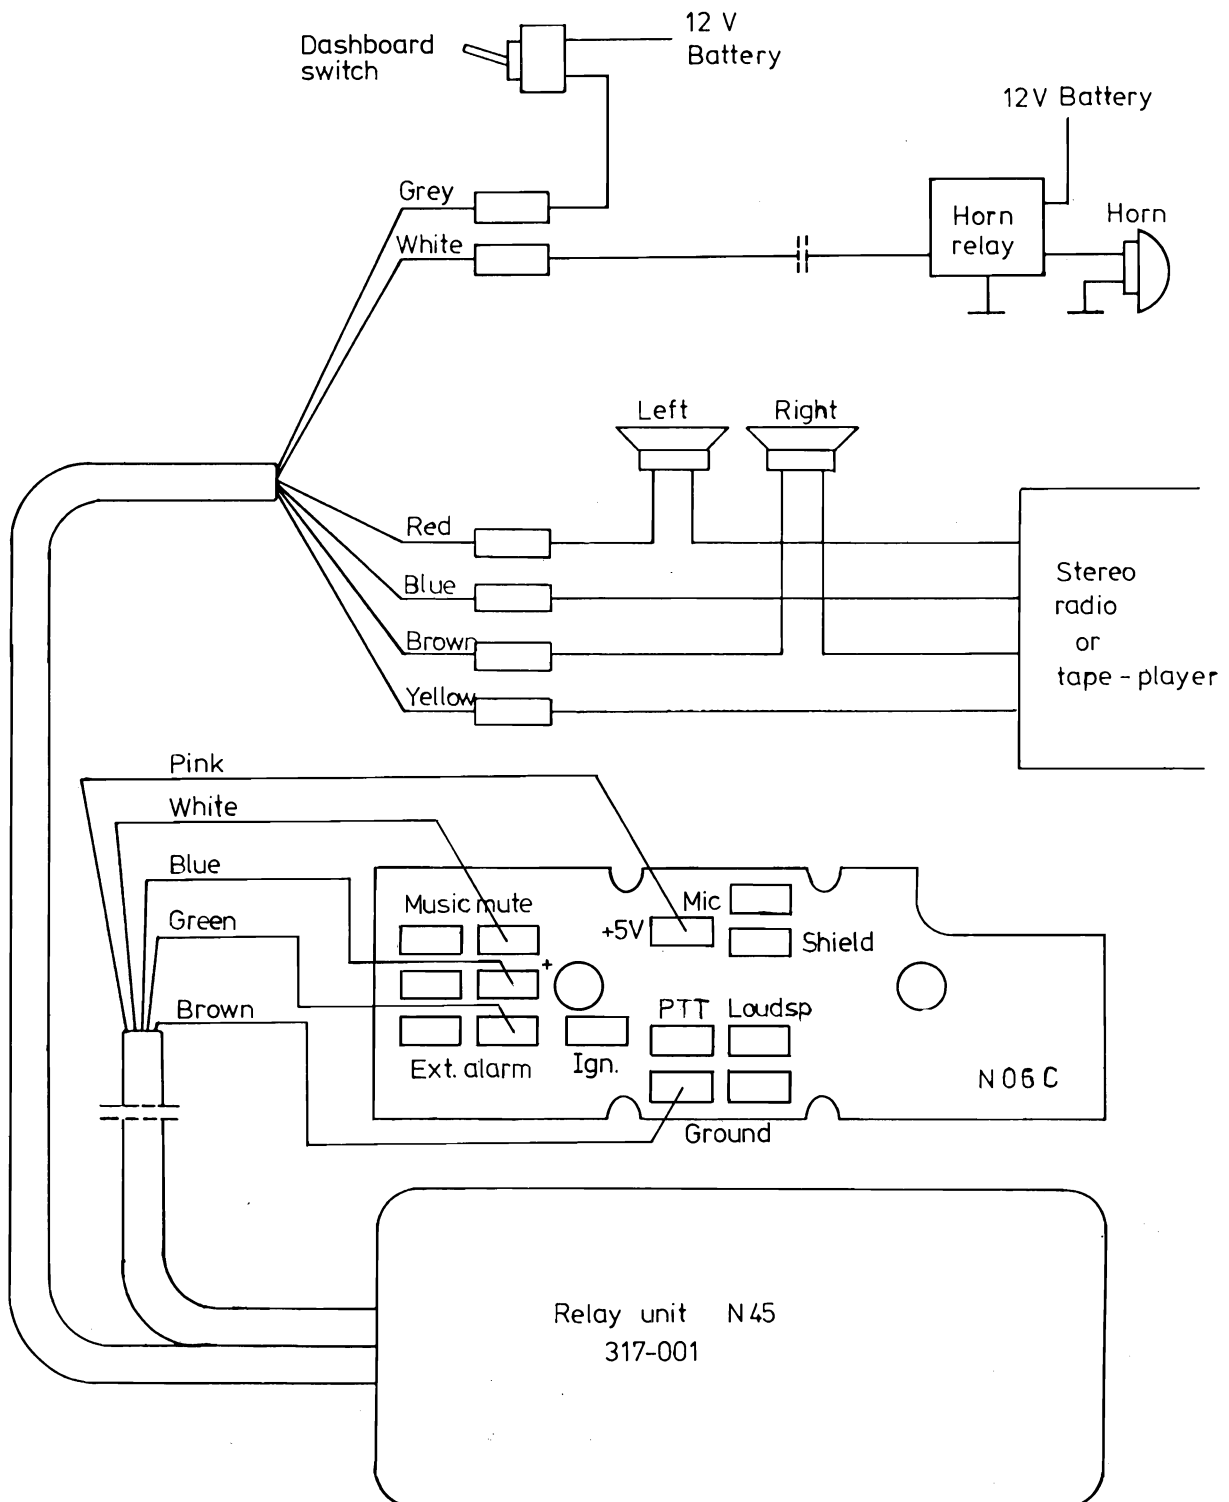 Dashboard
switch
12 V
Battery
12V Battery
Grey
White
Horn
relay
Horn
Left
Right
Red
Blue
Brown
Yellow
Stereo
radio
or
tape - player
Pink
White
Blue
Green
Brown
Music mute
+5V
Mic
Shield
+
PTT
Loudsp
Ext. alarm
Ign.
Ground
N06C
Relay unit N45
317-001